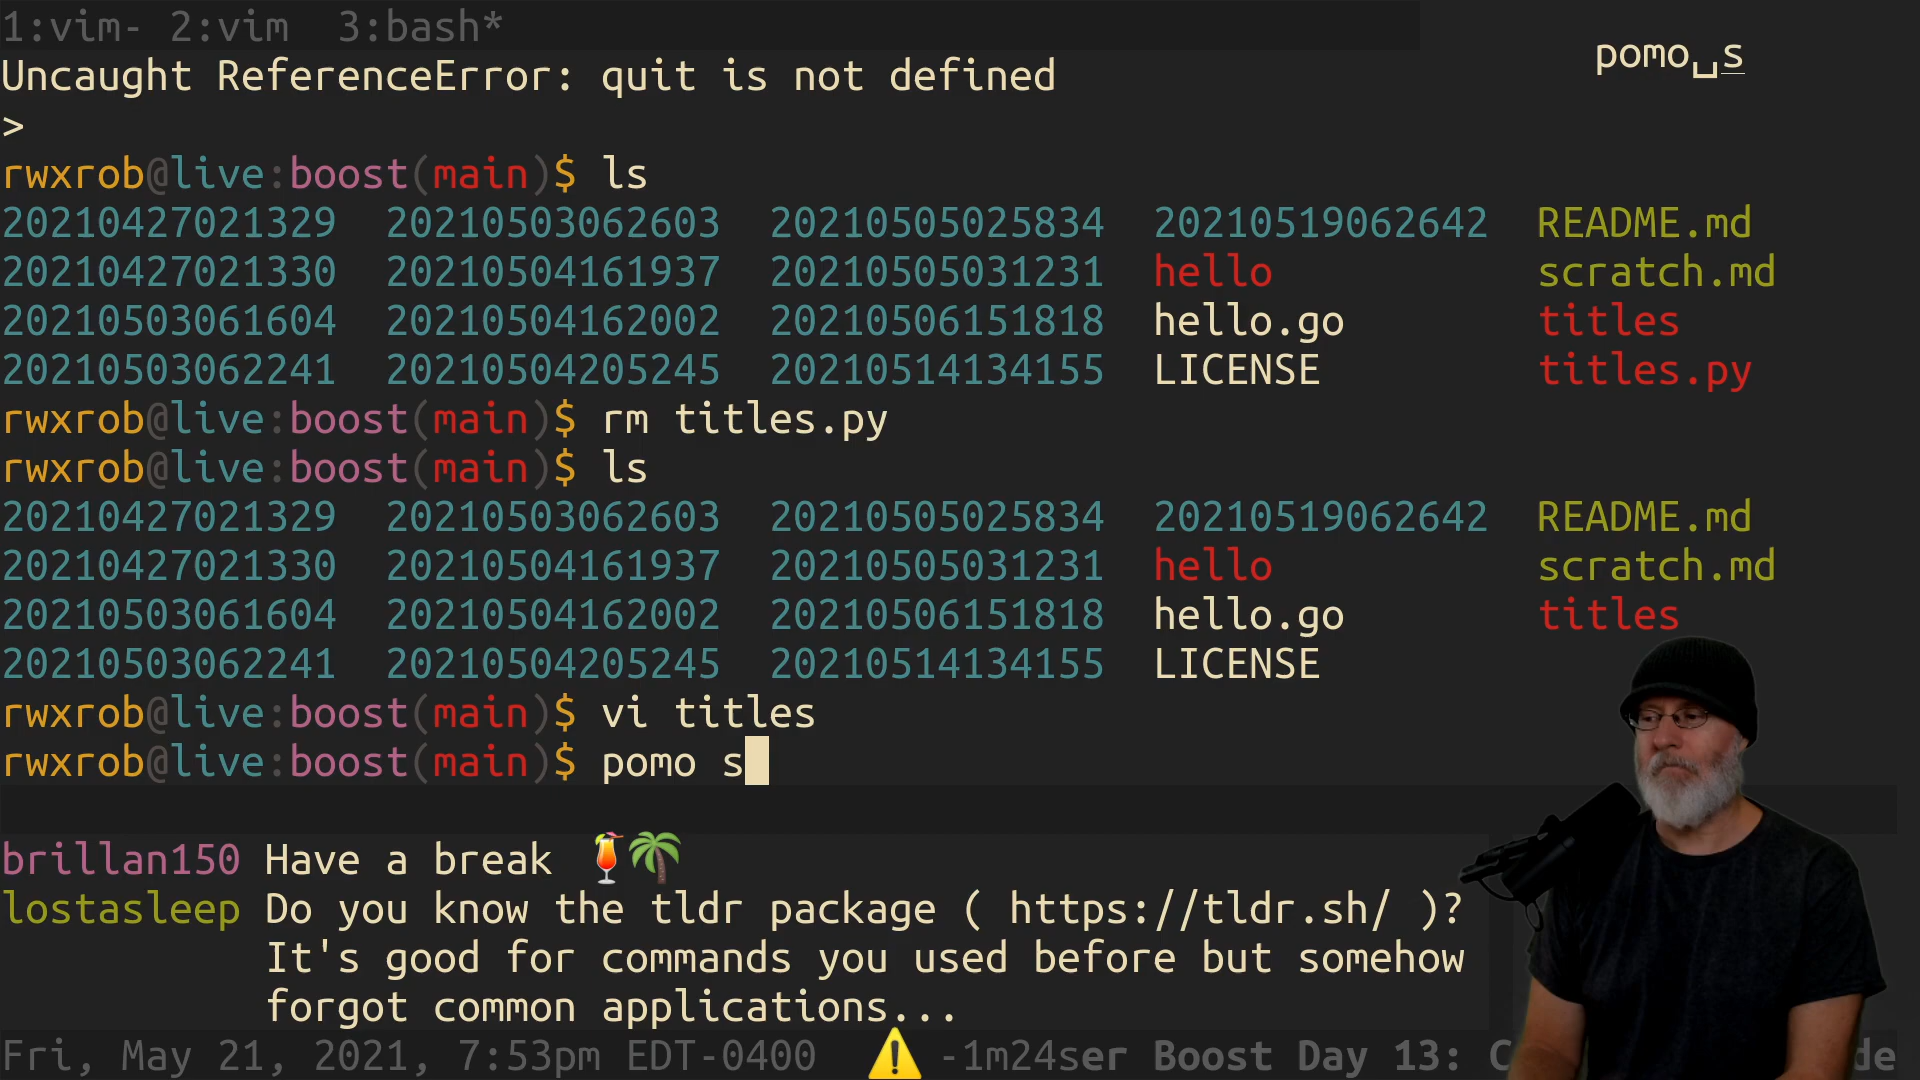 1:vim- 2:vim  3:bash*
pomo␣s
Uncaught ReferenceError: quit is not defined
>
rwxrob@live:boost(main)$ ls
20210427021329  20210503062603  20210505025834  20210519062642  README.md
20210427021330  20210504161937  20210505031231  hello           scratch.md
20210503061604  20210504162002  20210506151818  hello.go        titles
20210503062241  20210504205245  20210514134155  LICENSE         titles.py
rwxrob@live:boost(main)$ rm titles.py
rwxrob@live:boost(main)$ ls
20210427021329  20210503062603  20210505025834  20210519062642  README.md
20210427021330  20210504161937  20210505031231  hello           scratch.md
20210503061604  20210504162002  20210506151818  hello.go        titles
20210503062241  20210504205245  20210514134155  LICENSE
rwxrob@live:boost(main)$ vi titles
rwxrob@live:boost(main)$ pomo s
brillan150 Have a break 🍹🌴
lostasleep Do you know the tldr package ( https://tldr.sh/ )?
It's good for commands you used before but somehow
forgot common applications...
Fri, May 21, 2021, 7:53pm EDT-0400 ⚠️ -1m24ser Boost Day 13: C de